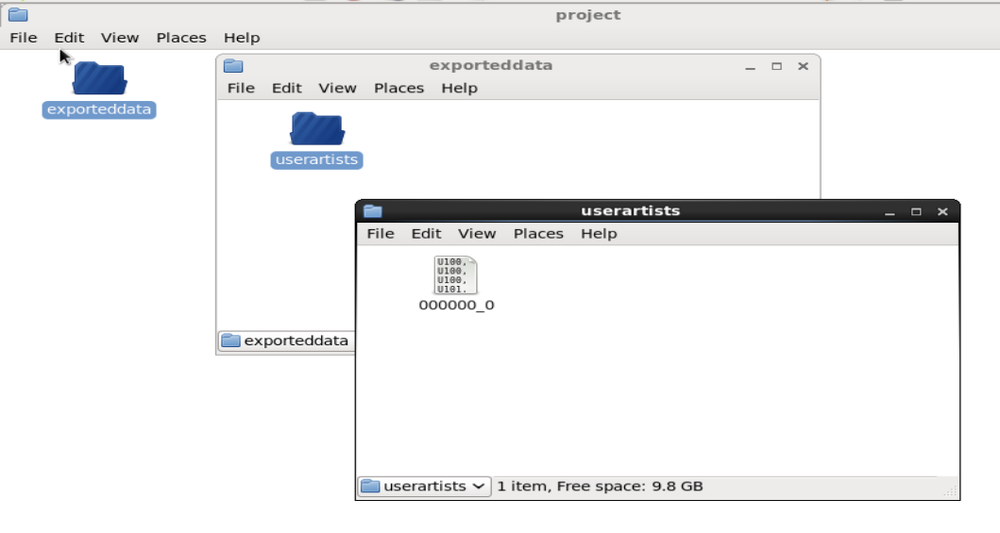 project
File Edit View Places Help
exporteddata
exporteddata
File Edit View Places Help
userartists
exporteddata
userartists
File Edit View Places Help
U100,
U100,
U100,
U101.
000000_0
userartists 1 item, Free space: 9.8 GB